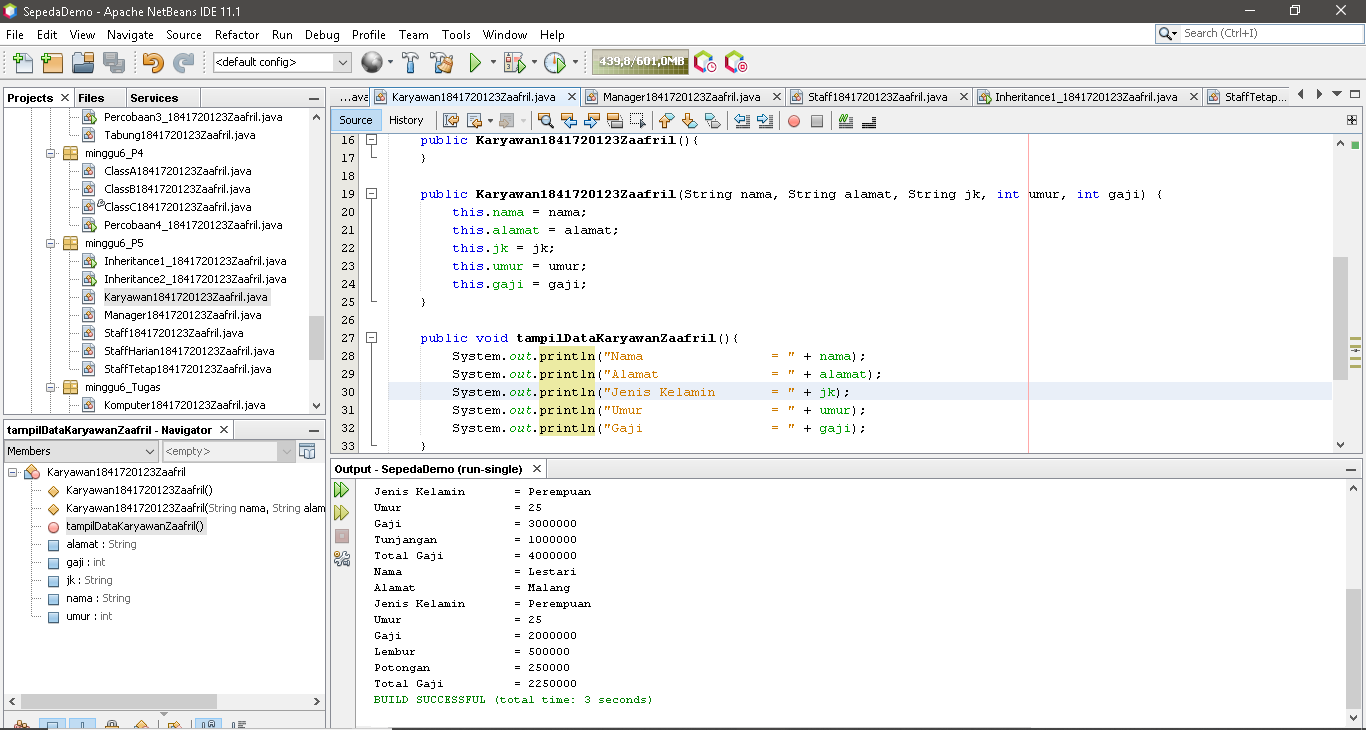 SepedaDemo - Apache NetBeans IDE 11.1
File Edit View Navigate Source Refactor Run Debug Profile Team Tools Window Help
Search (Ctrl+I)
<default config>
439,8/601,0MB
Projects Files Services
Percobaan3_1841720123Zaafril.java
Tabung1841720123Zaafril.java
minggu6_P4
ClassA1841720123Zaafril.java
ClassB1841720123Zaafril.java
ClassC1841720123Zaafril.java
Percobaan4_1841720123Zaafril.java
minggu6_P5
Inheritance1_1841720123Zaafril.java
Inheritance2_1841720123Zaafril.java
Karyawan1841720123Zaafril.java
Manager1841720123Zaafril.java
Staff1841720123Zaafril.java
StaffHarian1841720123Zaafril.java
StaffTetap1841720123Zaafril.java
minggu6_Tugas
Komputer1841720123Zaafril.java
tampilDataKaryawanZaafril - Navigator
Members <empty>
Karyawan1841720123Zaafril
Karyawan1841720123Zaafril()
Karyawan1841720123Zaafril(String nama, String alam
tampilDataKaryawanZaafril()
alamat : String
gaji : int
jk : String
nama : String
umur : int
...ava Karyawan1841720123Zaafril.java Manager1841720123Zaafril.java Staff1841720123Zaafril.java Inheritance1_1841720123Zaafril.java StaffTetap...
Source History
16 public Karyawan1841720123Zaafril(){
17 }
18
19 public Karyawan1841720123Zaafril(String nama, String alamat, String jk, int umur, int gaji) {
20 this.nama = nama;
21 this.alamat = alamat;
22 this.jk = jk;
23 this.umur = umur;
24 this.gaji = gaji;
25 }
26
27 public void tampilDataKaryawanZaafril(){
28 System.out.println("Nama = " + nama);
29 System.out.println("Alamat = " + alamat);
30 System.out.println("Jenis Kelamin = " + jk);
31 System.out.println("Umur = " + umur);
32 System.out.println("Gaji = " + gaji);
33 }
Output - SepedaDemo (run-single)
Jenis Kelamin = Perempuan
Umur = 25
Gaji = 3000000
Tunjangan = 1000000
Total Gaji = 4000000
Nama = Lestari
Alamat = Malang
Jenis Kelamin = Perempuan
Umur = 25
Gaji = 2000000
Lembur = 500000
Potongan = 250000
Total Gaji = 2250000
BUILD SUCCESSFUL (total time: 3 seconds)